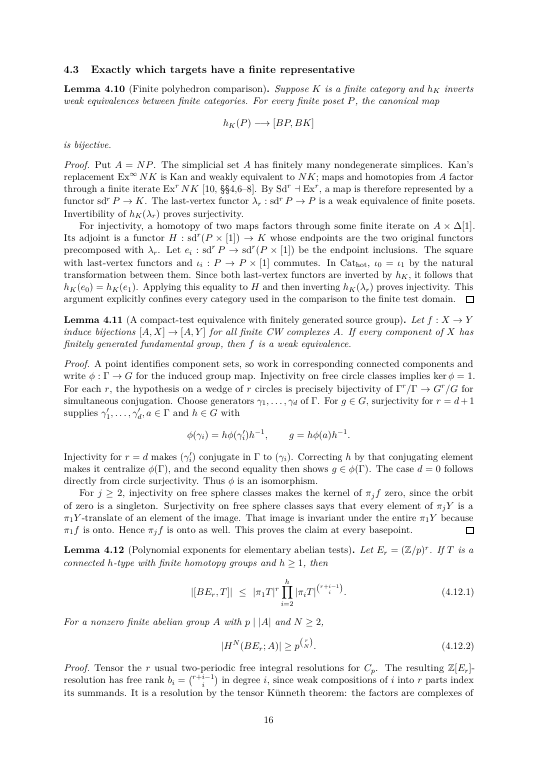 4.3 Exactly which targets have a finite representative
Lemma 4.10 (Finite polyhedron comparison). Suppose K is a finite category and h_K inverts
weak equivalences between finite categories. For every finite poset P, the canonical map
h_K(P) ⟶ [BP, BK]
is bijective.
Proof. Put A = NP. The simplicial set A has finitely many nondegenerate simplices. Kan's
replacement Ex^∞ NK is Kan and weakly equivalent to NK; maps and homotopies from A factor
through a finite iterate Ex^r NK [10, §§4,6–8]. By Sd^r ⊣ Ex^r, a map is therefore represented by a
functor sd^r P → K. The last-vertex functor λ_r : sd^r P → P is a weak equivalence of finite posets.
Invertibility of h_K(λ_r) proves surjectivity.
For injectivity, a homotopy of two maps factors through some finite iterate on A × Δ[1].
Its adjoint is a functor H : sd^r(P × [1]) → K whose endpoints are the two original functors
precomposed with λ_r. Let e_i : sd^r P → sd^r(P × [1]) be the endpoint inclusions. The square
with last-vertex functors and ι_i : P → P × [1] commutes. In Cat_hot, ι_0 = ι_1 by the natural
transformation between them. Since both last-vertex functors are inverted by h_K, it follows that
h_K(e_0) = h_K(e_1). Applying this equality to H and then inverting h_K(λ_r) proves injectivity. This
argument explicitly confines every category used in the comparison to the finite test domain. □
Lemma 4.11 (A compact-test equivalence with finitely generated source group). Let f : X → Y
induce bijections [A, X] → [A, Y] for all finite CW complexes A. If every component of X has
finitely generated fundamental group, then f is a weak equivalence.
Proof. A point identifies component sets, so work in corresponding connected components and
write ϕ : Γ → G for the induced group map. Injectivity on free circle classes implies ker ϕ = 1.
For each r, the hypothesis on a wedge of r circles is precisely bijectivity of Γ^r/Γ → G^r/G for
simultaneous conjugation. Choose generators γ_1, . . . , γ_d of Γ. For g ∈ G, surjectivity for r = d+1
supplies γ′_1, . . . , γ′_d, a ∈ Γ and h ∈ G with
ϕ(γ_i) = hϕ(γ′_i)h^{−1}, g = hϕ(a)h^{−1}.
Injectivity for r = d makes (γ′_i) conjugate in Γ to (γ_i). Correcting h by that conjugating element
makes it centralize ϕ(Γ), and the second equality then shows g ∈ ϕ(Γ). The case d = 0 follows
directly from circle surjectivity. Thus ϕ is an isomorphism.
For j ≥ 2, injectivity on free sphere classes makes the kernel of π_j f zero, since the orbit
of zero is a singleton. Surjectivity on free sphere classes says that every element of π_j Y is a
π_1Y-translate of an element of the image. That image is invariant under the entire π_1Y because
π_1 f is onto. Hence π_j f is onto as well. This proves the claim at every basepoint. □
Lemma 4.12 (Polynomial exponents for elementary abelian tests). Let E_r = (Z/p)^r. If T is a
connected h-type with finite homotopy groups and h ≥ 1, then
|[BE_r, T]| ≤ |π_1T|^r ∏_{i=2}^{h} |π_iT|^{\binom{r+i−1}{i}}. (4.12.1)
For a nonzero finite abelian group A with p | |A| and N ≥ 2,
|H^N(BE_r; A)| ≥ p^{\binom{r}{N}}. (4.12.2)
Proof. Tensor the r usual two-periodic free integral resolutions for C_p. The resulting Z[E_r]-
resolution has free rank b_i = \binom{r+i−1}{i} in degree i, since weak compositions of i into r parts index
its summands. It is a resolution by the tensor Künneth theorem: the factors are complexes of
16